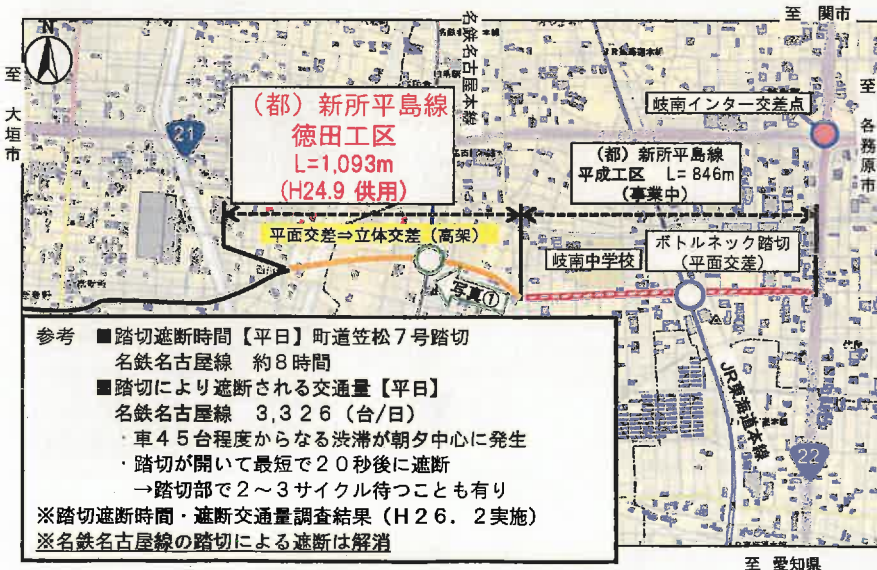 至 関市
至 大垣市
名鉄名古屋本線
岐南インター交差点
至 各務原市
21
(都)新所平島線
徳田工区
L=1,093m
(H24.9 供用)
(都)新所平島線
平成工区 L=846m
(事業中)
平面交差⇒立体交差(高架)
岐南中学校
ボトルネック踏切
(平面交差)
写真①
JR東海道本線
22
参考 ■踏切遮断時間【平日】町道笠松7号踏切
名鉄名古屋線 約8時間
■踏切により遮断される交通量【平日】
名鉄名古屋線 3,326(台/日)
・車45台程度からなる渋滞が朝夕中心に発生
・踏切が開いて最短で20秒後に遮断
→踏切部で2~3サイクル待つことも有り
※踏切遮断時間・遮断交通量調査結果(H26.2実施)
※名鉄名古屋線の踏切による遮断は解消
至 愛知県